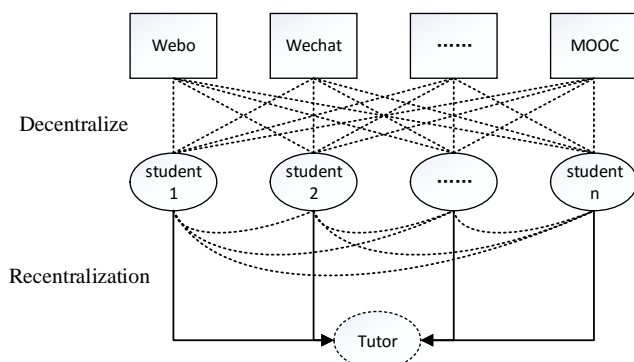 Webo
Wechat
......
MOOC
Decentralize
student
1
student
2
......
student
n
Recentralization
Tutor